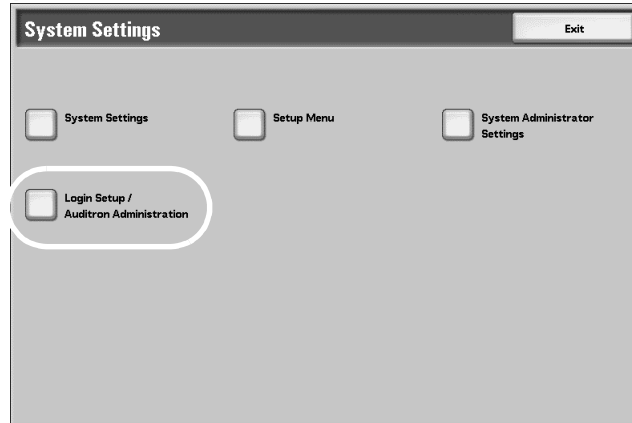 System Settings
Exit
System Settings
Setup Menu
System Administrator
Settings
Login Setup /
Auditron Administration